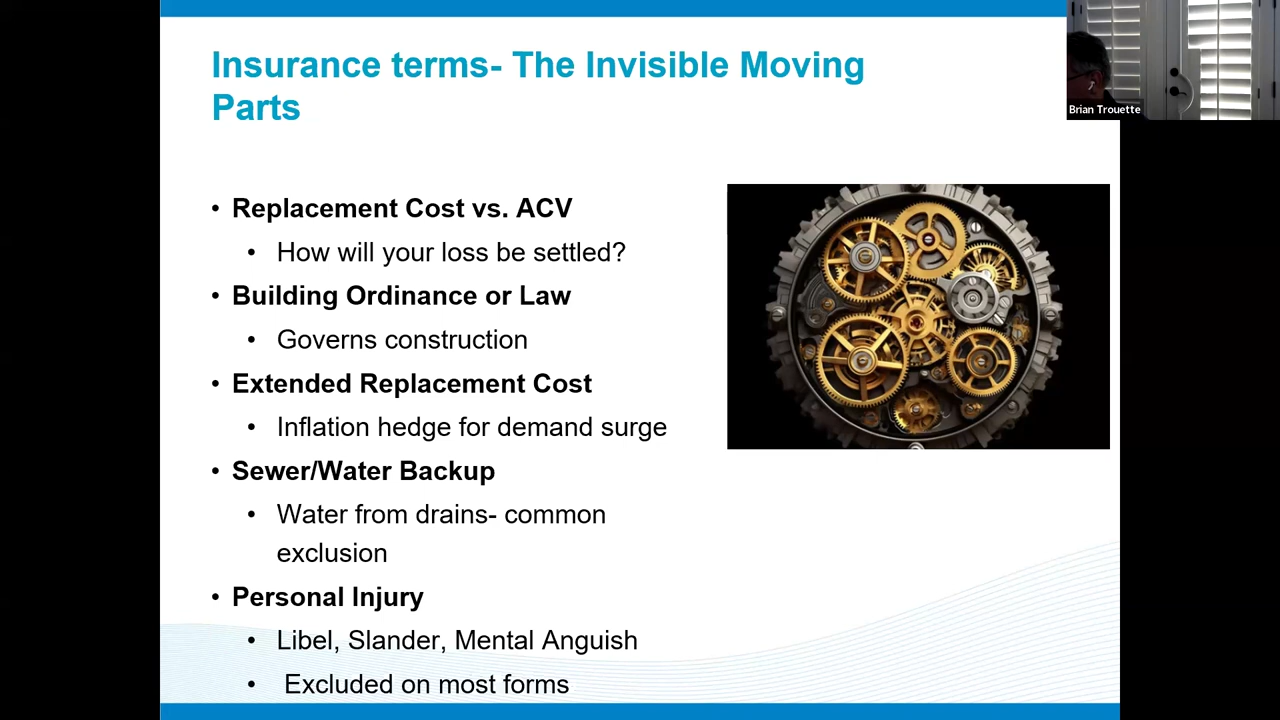 Insurance terms- The Invisible Moving
Parts
Brian Trouette
• Replacement Cost vs. ACV
• How will your loss be settled?
• Building Ordinance or Law
• Governs construction
• Extended Replacement Cost
• Inflation hedge for demand surge
• Sewer/Water Backup
• Water from drains- common
exclusion
• Personal Injury
• Libel, Slander, Mental Anguish
• Excluded on most forms